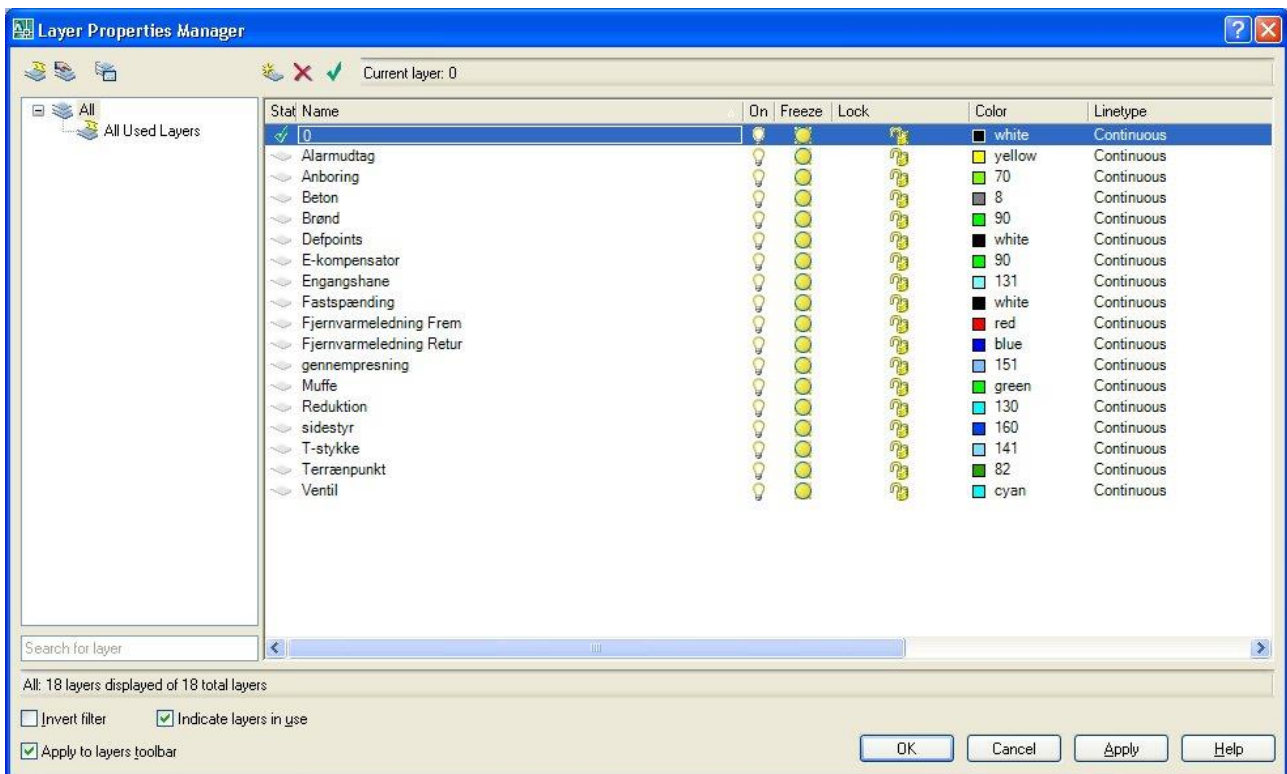 Layer Properties Manager
Current layer: 0
All
All Used Layers
Stat Name On Freeze Lock Color Linetype
0 white Continuous
Alarmudtag yellow Continuous
Anboring 70 Continuous
Beton 8 Continuous
Brønd 90 Continuous
Defpoints white Continuous
E-kompensator 90 Continuous
Engangshane 131 Continuous
Fastspænding white Continuous
Fjernvarmeledning Frem red Continuous
Fjernvarmeledning Retur blue Continuous
gennempresning 151 Continuous
Muffe green Continuous
Reduktion 130 Continuous
sidestyr 160 Continuous
T-stykke 141 Continuous
Terrænpunkt 82 Continuous
Ventil cyan Continuous
Search for layer
All: 18 layers displayed of 18 total layers
Invert filter Indicate layers in use
Apply to layers toolbar
OK Cancel Apply Help